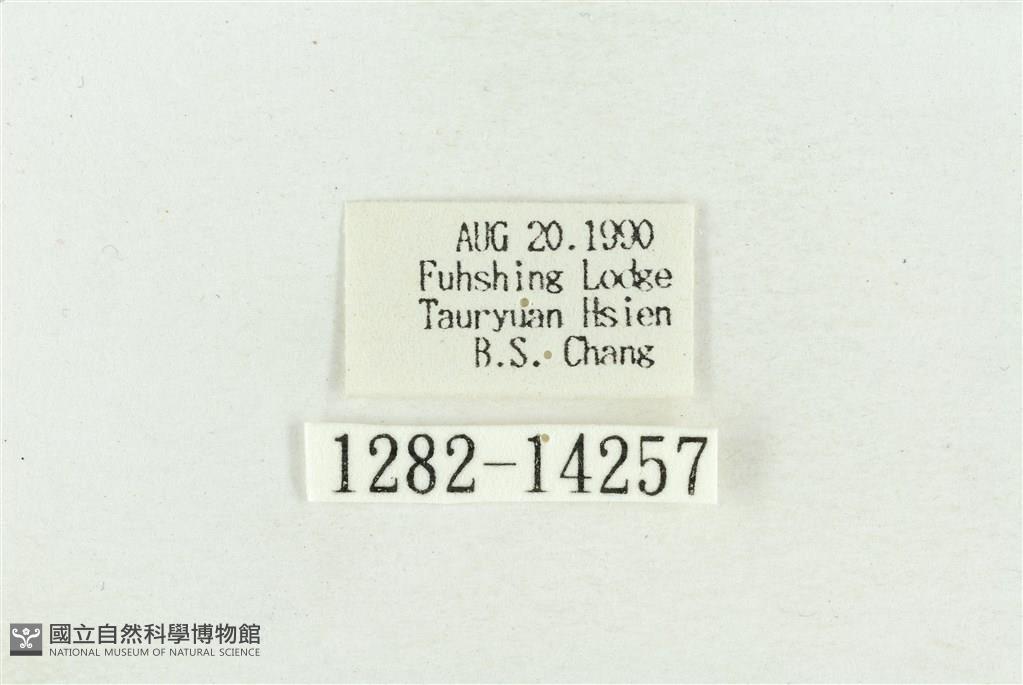 AUG 20.1990
Fuhshing Lodge
Tauryuan Hsien
B.S. Chang
1282-14257
國立自然科學博物館
NATIONAL MUSEUM OF NATURAL SCIENCE